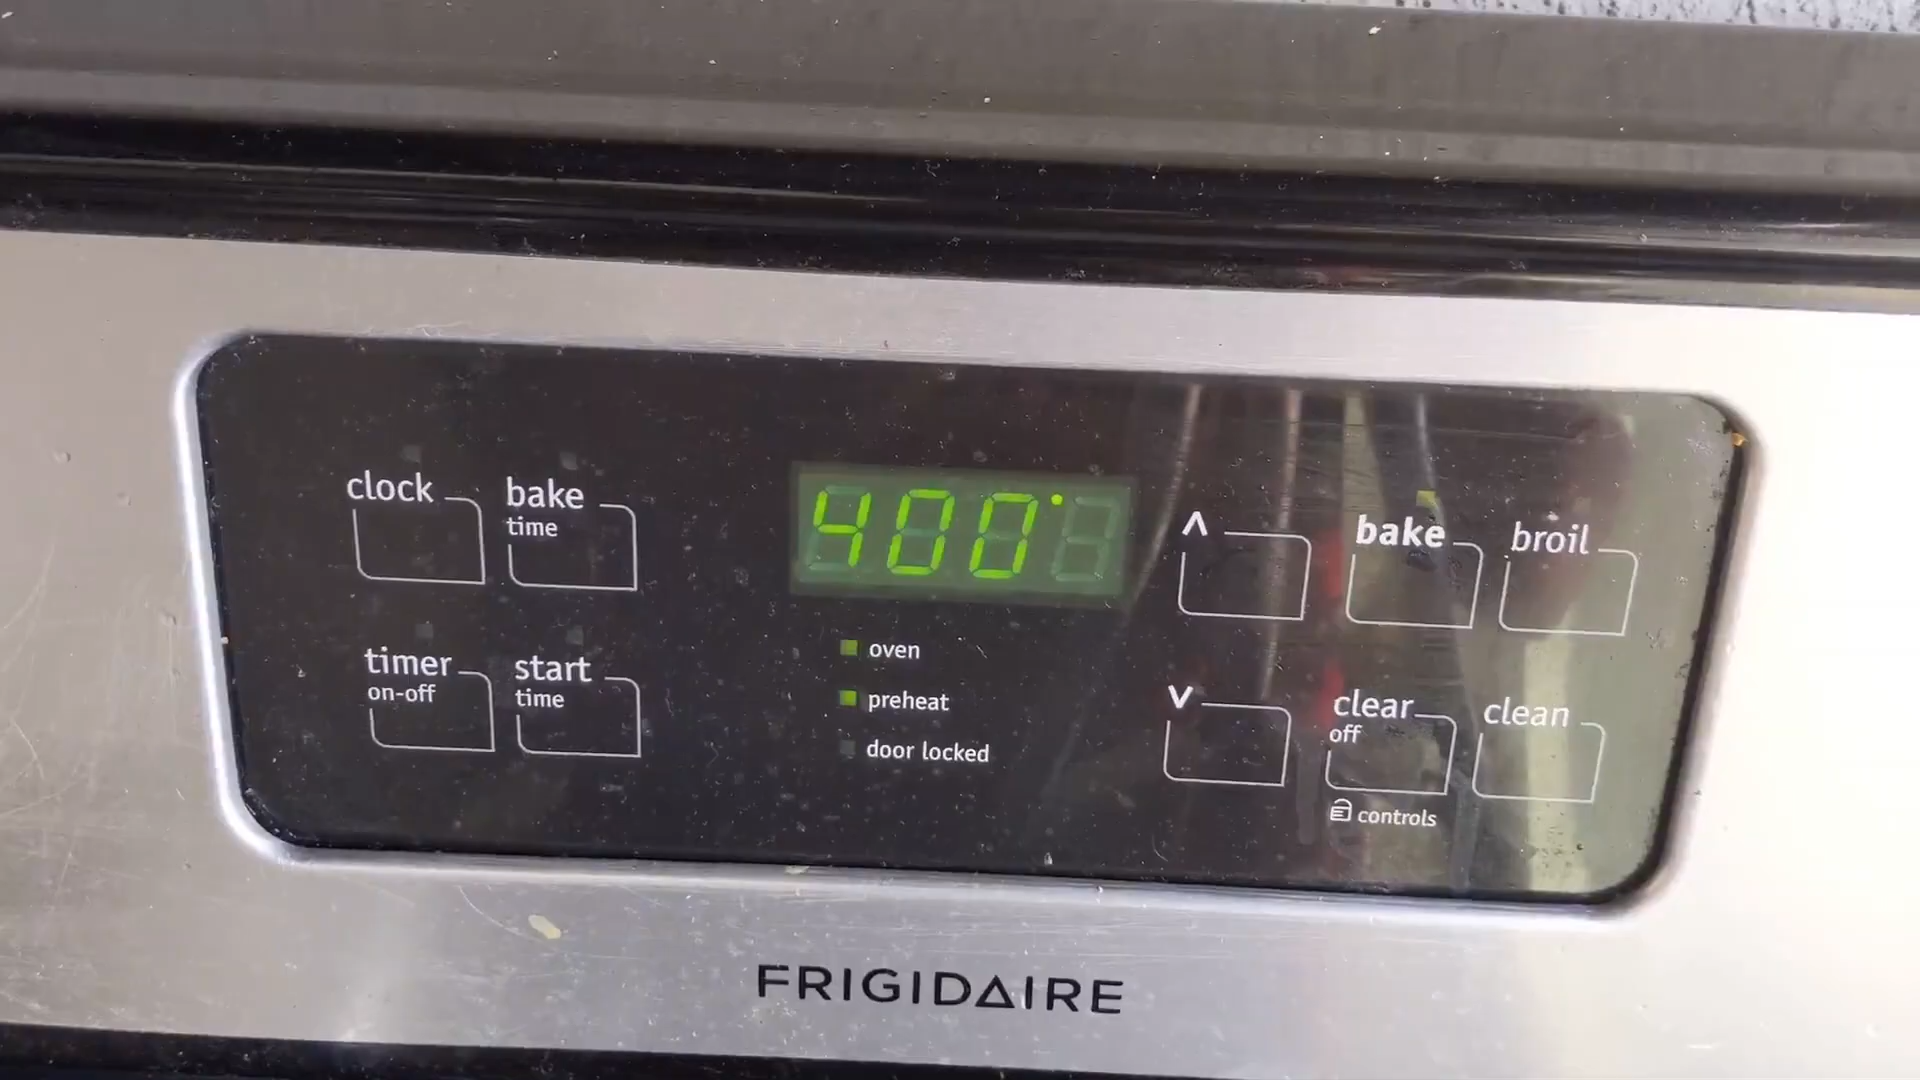 clock
bake
time
400°
^
bake
broil
oven
timer
on-off
start
time
preheat
door locked
v
clear
off
clean
controls
FRIGIDAIRE